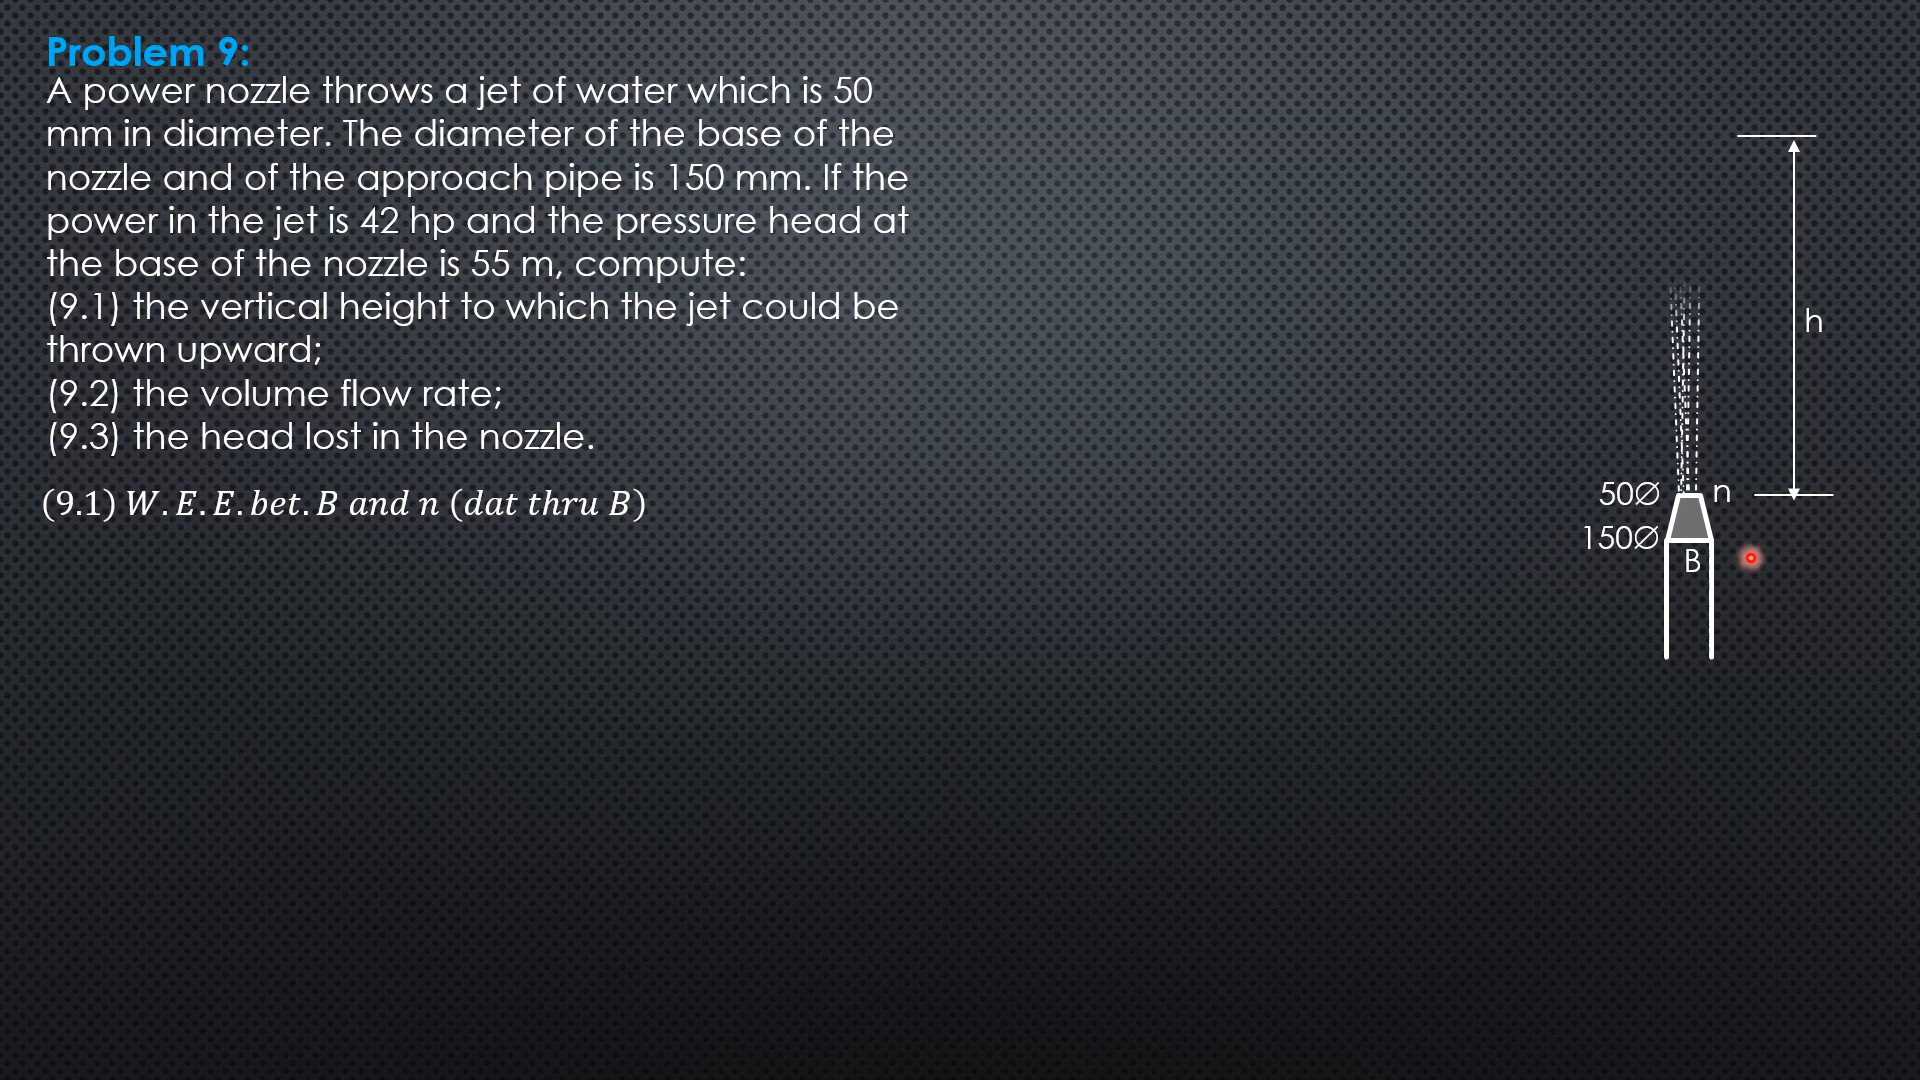 Problem 9:
A power nozzle throws a jet of water which is 50
mm in diameter. The diameter of the base of the
nozzle and of the approach pipe is 150 mm. If the
power in the jet is 42 hp and the pressure head at
the base of the nozzle is 55 m, compute:
(9.1) the vertical height to which the jet could be
thrown upward;
(9.2) the volume flow rate;
(9.3) the head lost in the nozzle.
(9.1) W.E.E.bet.B and n (dat thru B)
h
50∅ n
150∅
B